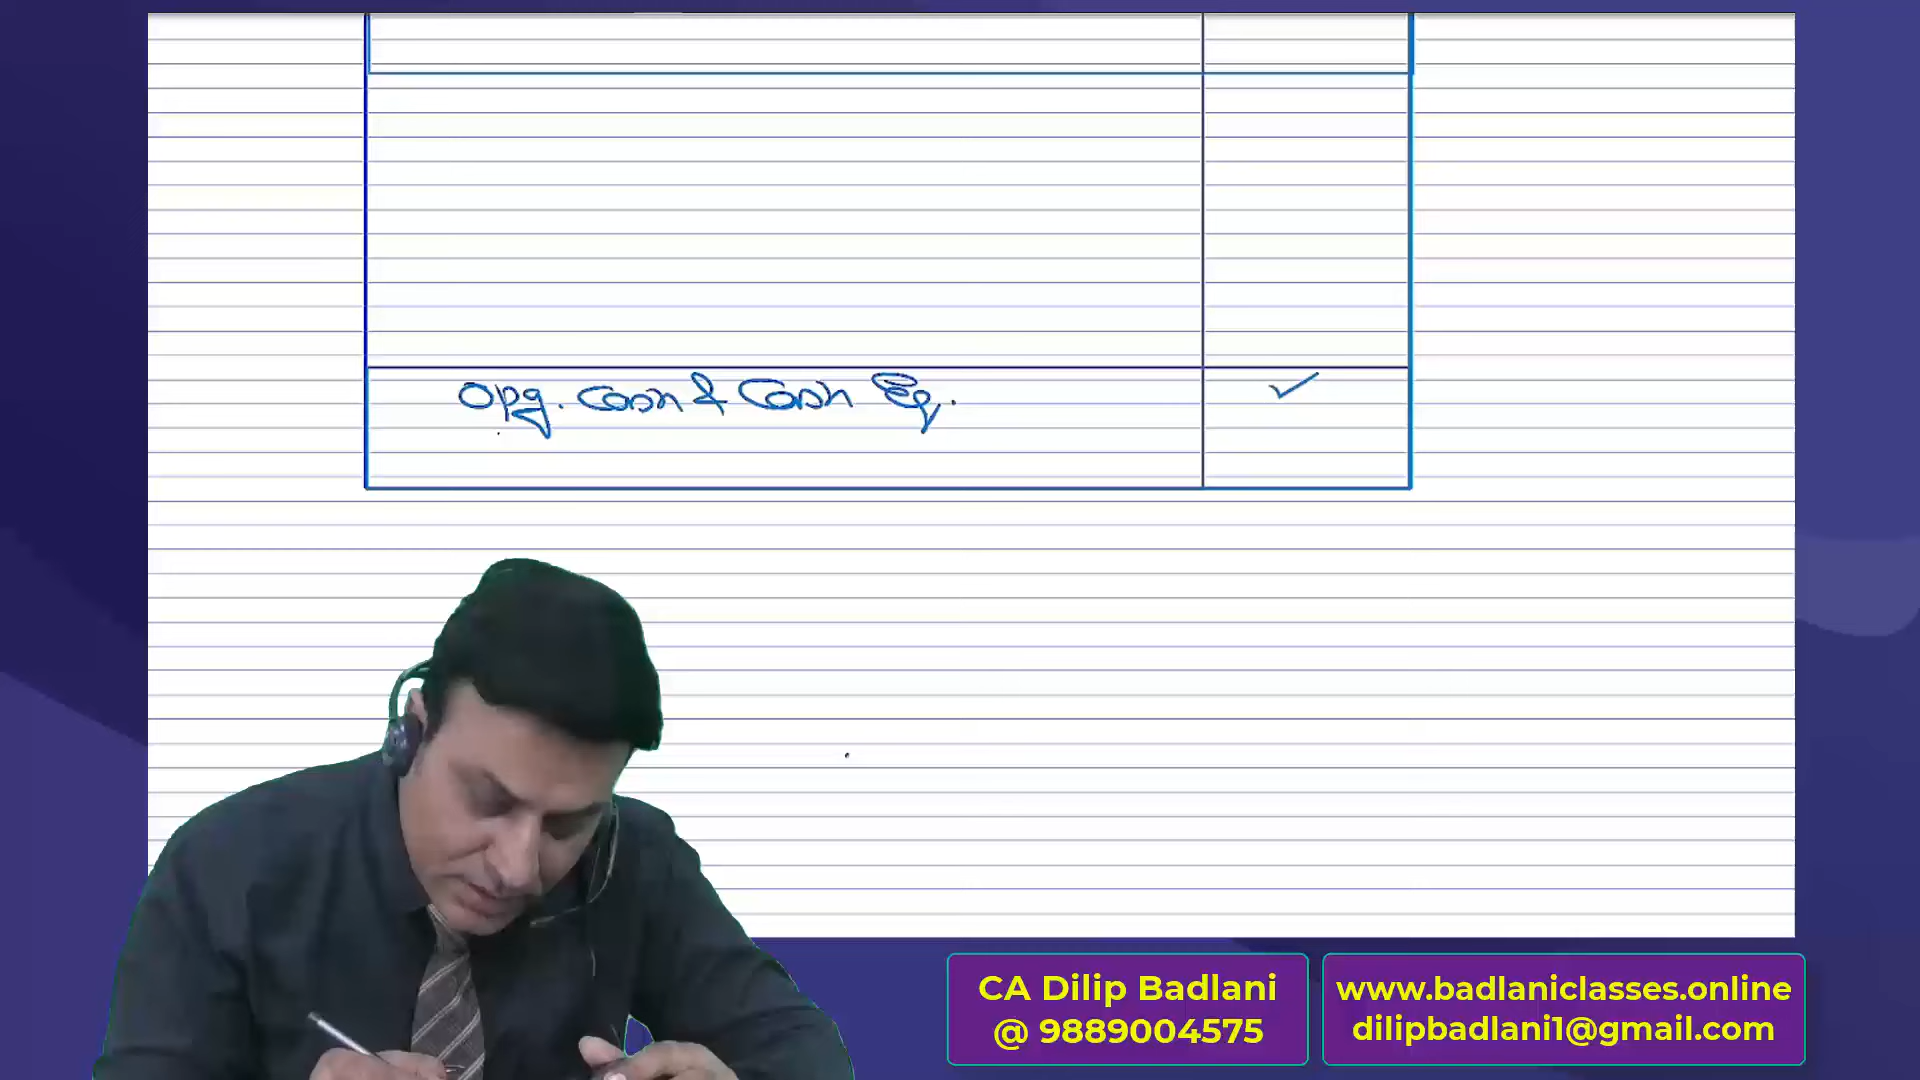 Opg. Cash & Cash Eq.
CA Dilip Badlani
@ 9889004575
www.badlaniclasses.online
dilipbadlani1@gmail.com